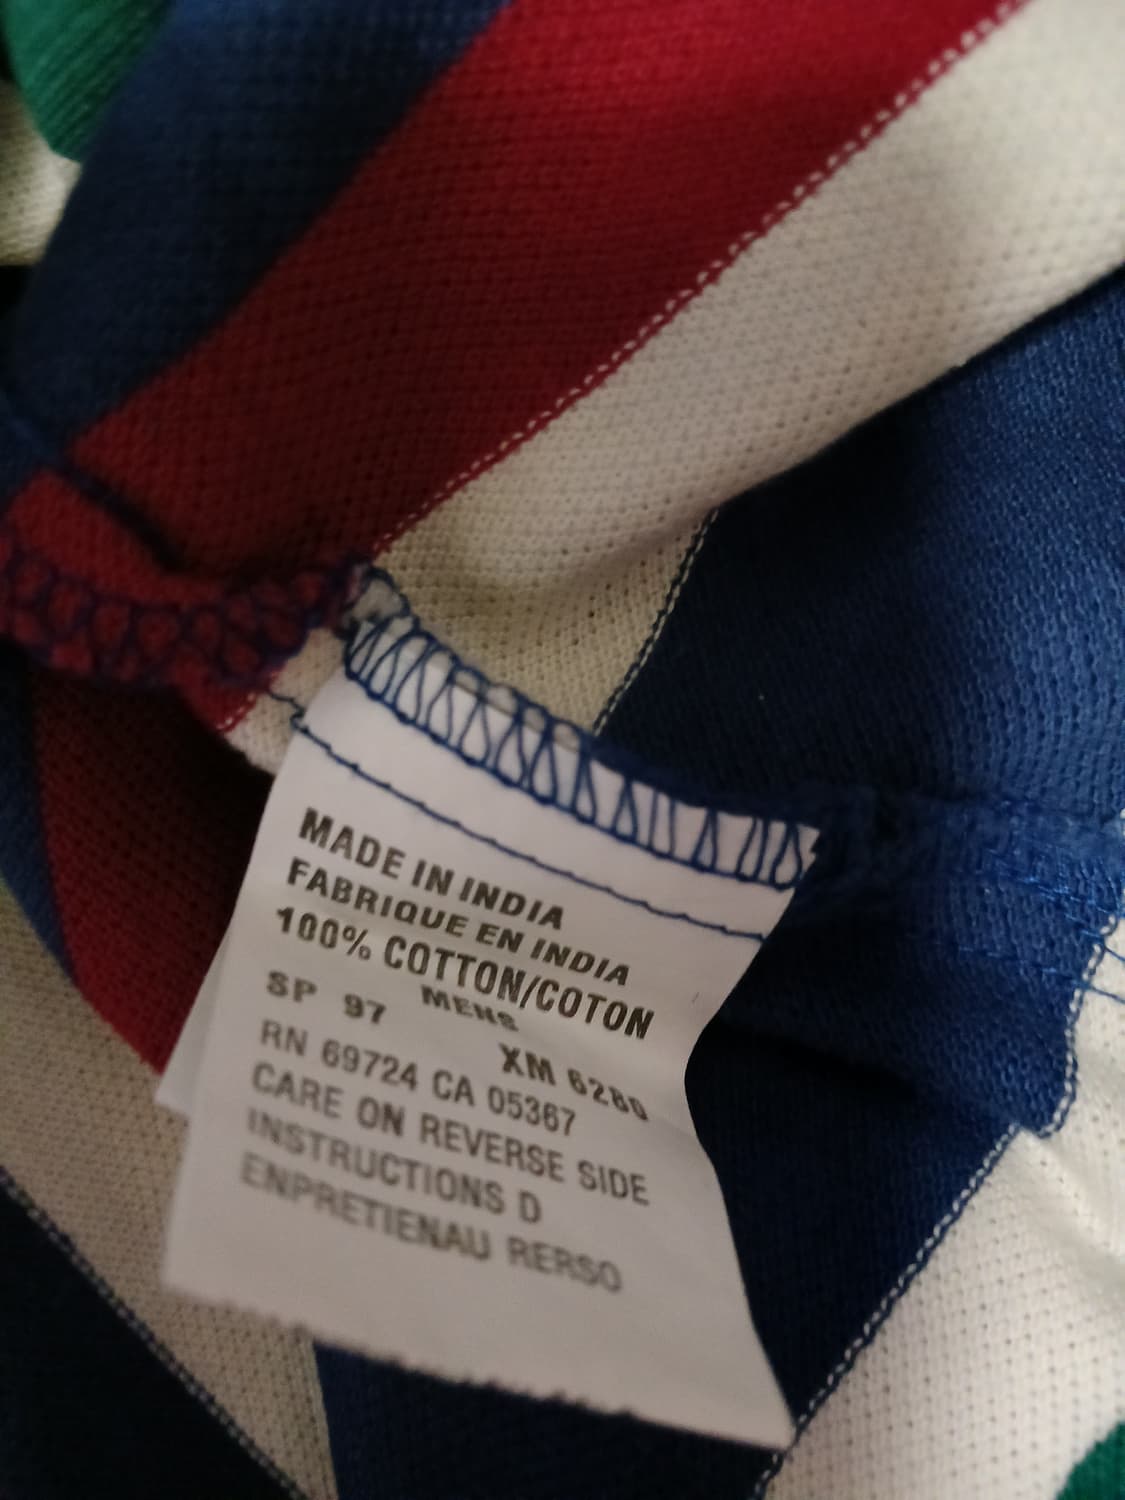 MADE IN INDIA
FABRIQUE EN INDIA
100% COTTON/COTON
SP 97 MENS
XM 6280
RN 69724 CA 05367
CARE ON REVERSE SIDE
INSTRUCTIONS D
ENPRETIENAU RERSO